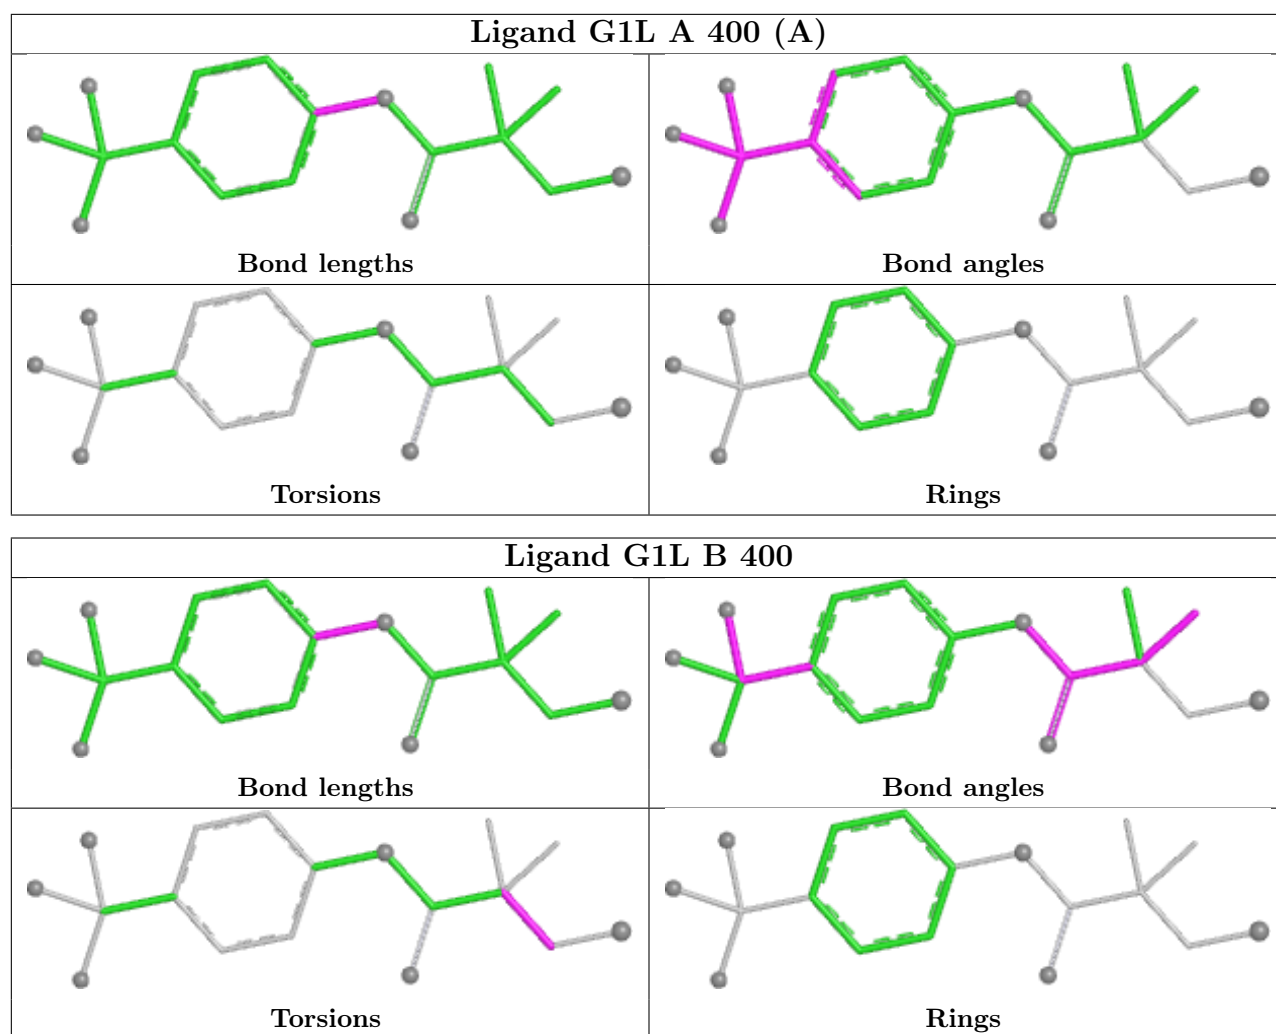 Ligand G1L A 400 (A)
Bond lengths
Bond angles
Torsions
Rings
Ligand G1L B 400
Bond lengths
Bond angles
Torsions
Rings